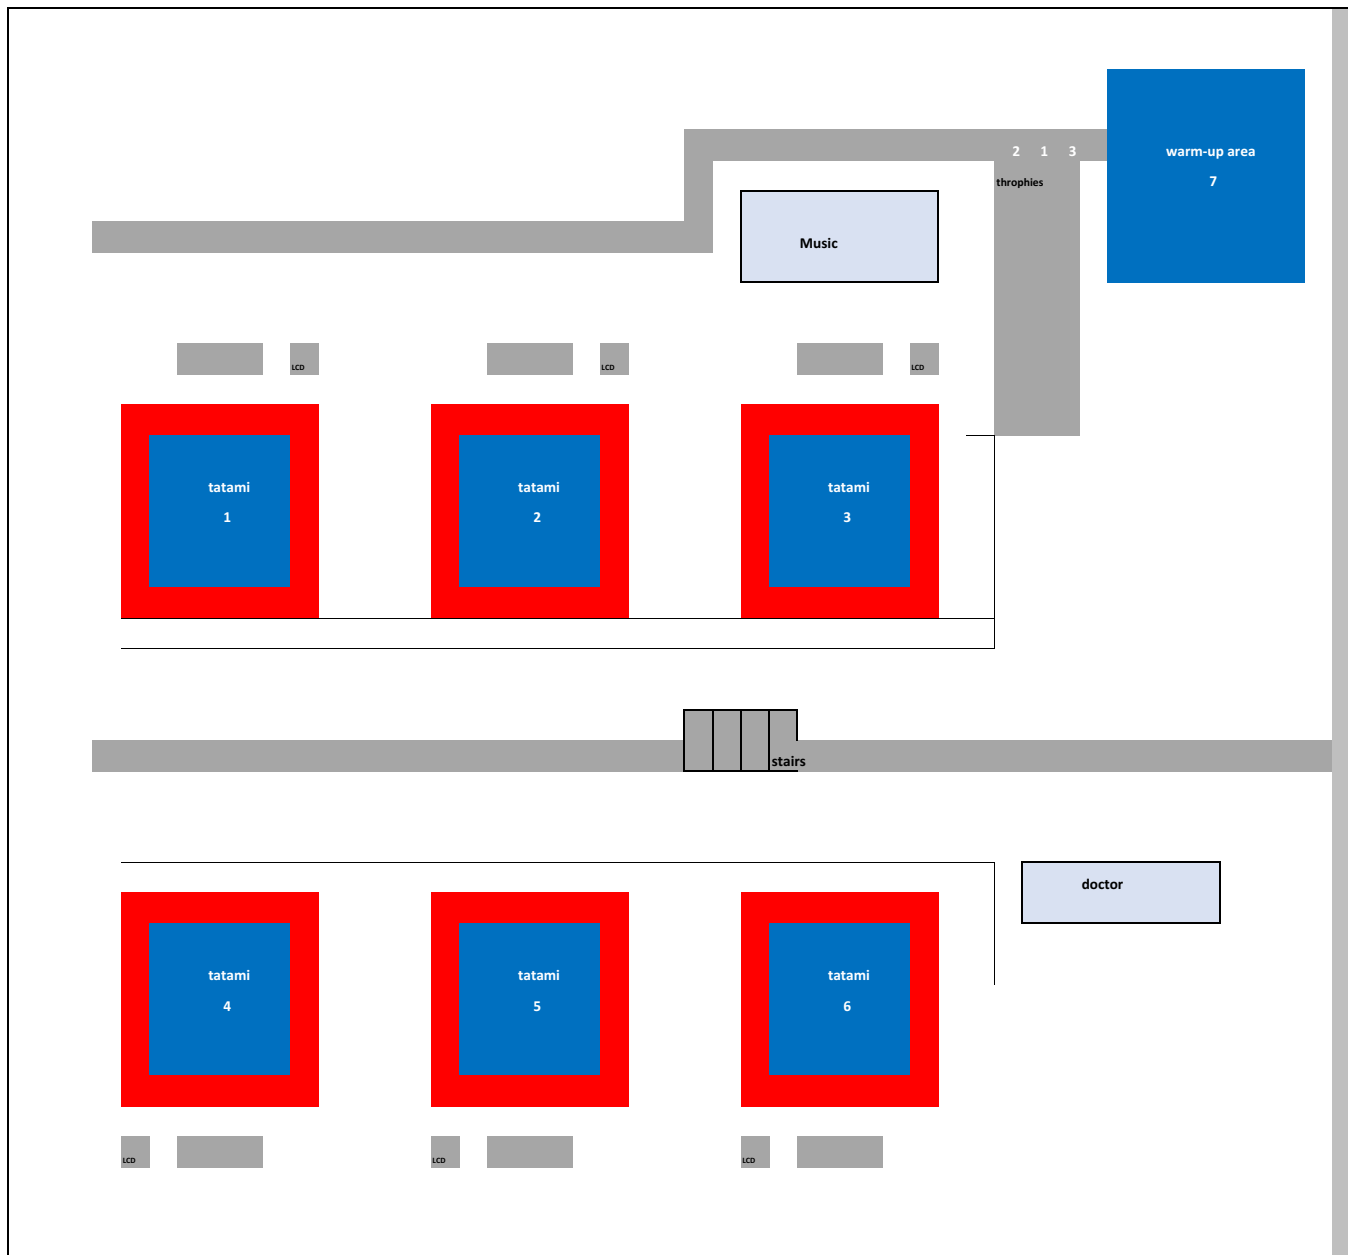 2 1 3
warm-up area
throphies
7
Music
LCD
LCD
LCD
tatami
tatami
tatami
1
2
3
stairs
doctor
tatami
tatami
tatami
4
5
6
LCD
LCD
LCD